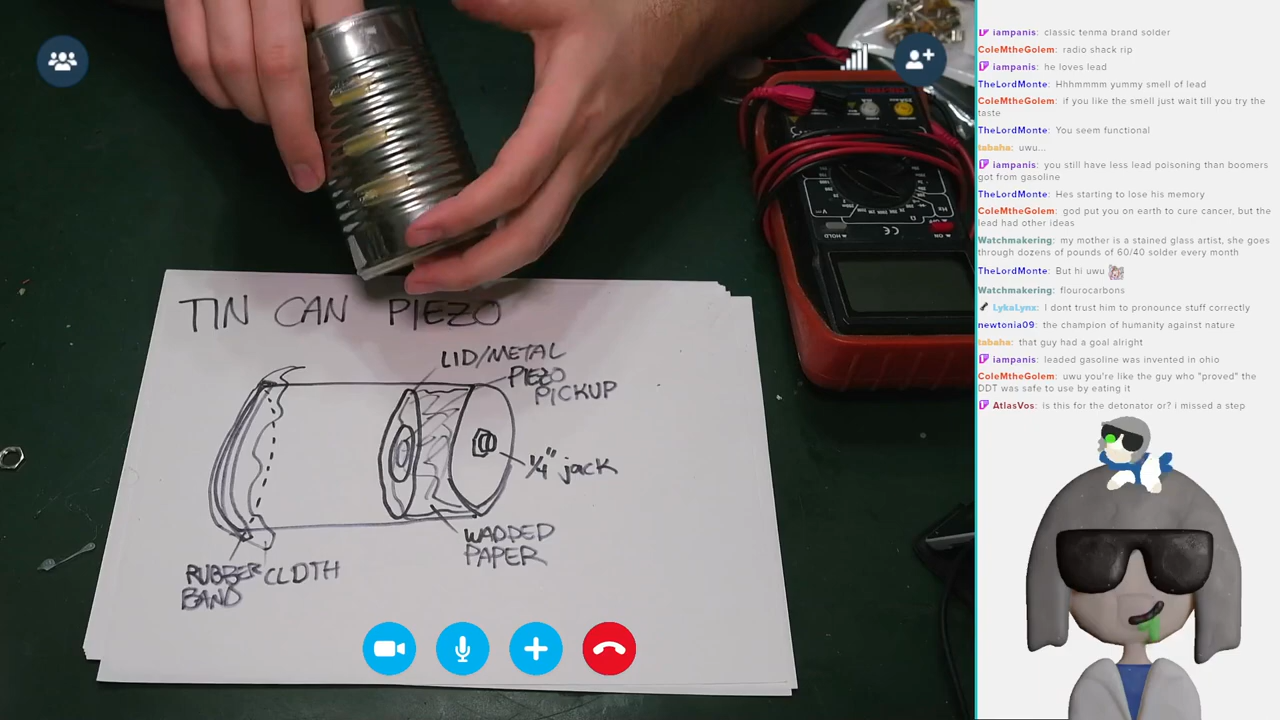 TIN CAN PIEZO
LID/METAL
PIEZO
PICKUP
1/4" jack
WADDED
PAPER
RUBBER
BAND
CLOTH
HOLD
CE
iampanis: classic tenma brand solder
ColeMtheGolem: radio shack rip
iampanis: he loves lead
TheLordMonte: Hhhmmmm yummy smell of lead
ColeMtheGolem: if you like the smell just wait till you try the
taste
TheLordMonte: You seem functional
tabaha: uwu...
iampanis: you still have less lead poisoning than boomers
got from gasoline
TheLordMonte: Hes starting to lose his memory
ColeMtheGolem: god put you on earth to cure cancer, but the
lead had other ideas
Watchmakering: my mother is a stained glass artist, she goes
through dozens of pounds of 60/40 solder every month
TheLordMonte: But hi uwu
Watchmakering: flourocarbons
LykaLynx: I dont trust him to pronounce stuff correctly
newtonia09: the champion of humanity against nature
tabaha: that guy had a goal alright
iampanis: leaded gasoline was invented in ohio
ColeMtheGolem: uwu you're like the guy who "proved" the
DDT was safe to use by eating it
AtlasVos: is this for the detonator or? i missed a step